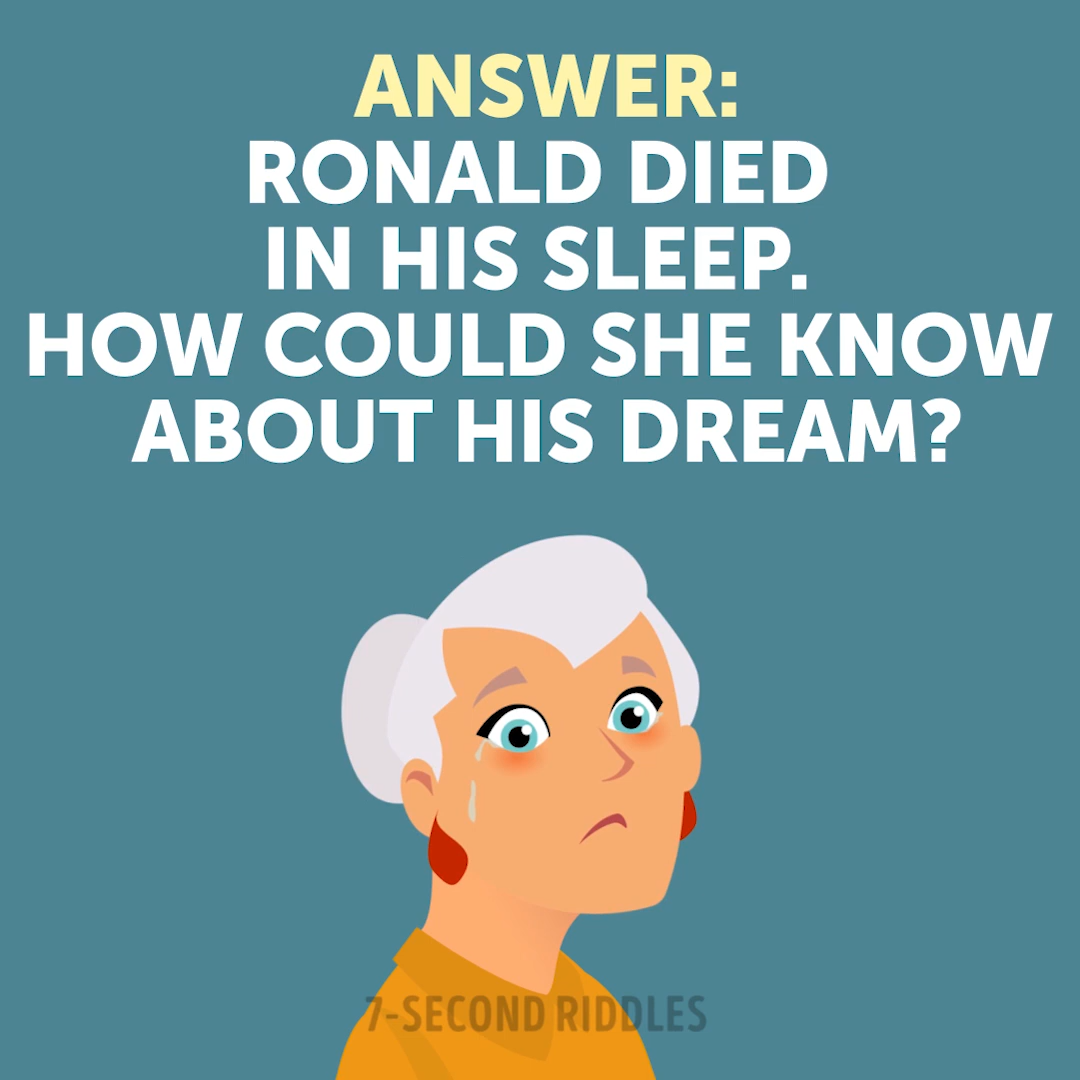 ANSWER:
RONALD DIED
IN HIS SLEEP.
HOW COULD SHE KNOW
ABOUT HIS DREAM?
7-SECOND RIDDLES